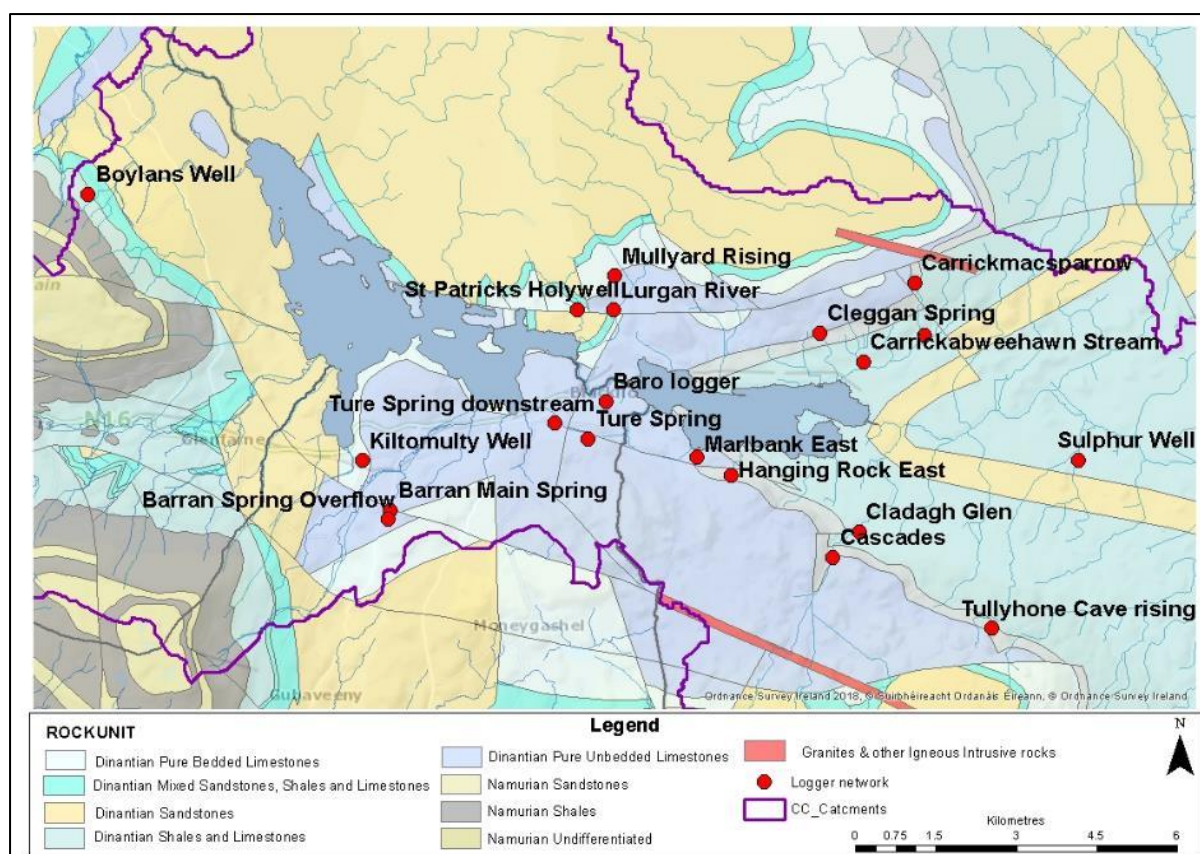 Boylans Well
Mullyard Rising
Carrickmacsparrow
St Patricks Holywell
Lurgan River
Cleggan Spring
Carrickabweehawn Stream
Baro logger
Ture Spring downstream
Ture Spring
N16
Glenfarne
Kiltomulty Well
Marlbank East
Sulphur Well
Hanging Rock East
Barran Main Spring
Barran Spring Overflow
Cladagh Glen
Cascades
Tullyhone Cave rising
Moneygashel
Gubaveeny
Ordnance Survey Ireland 2018, © Suirbhéireacht Ordanáis Éireann, © Ordnance Survey Ireland
Legend
N
ROCKUNIT
Dinantian Pure Bedded Limestones
Dinantian Mixed Sandstones, Shales and Limestones
Dinantian Sandstones
Dinantian Shales and Limestones
Dinantian Pure Unbedded Limestones
Namurian Sandstones
Namurian Shales
Namurian Undifferentiated
Granites & other Igneous Intrusive rocks
Logger network
CC_Catcments
Kilometres
0 0.75 1.5 3 4.5 6